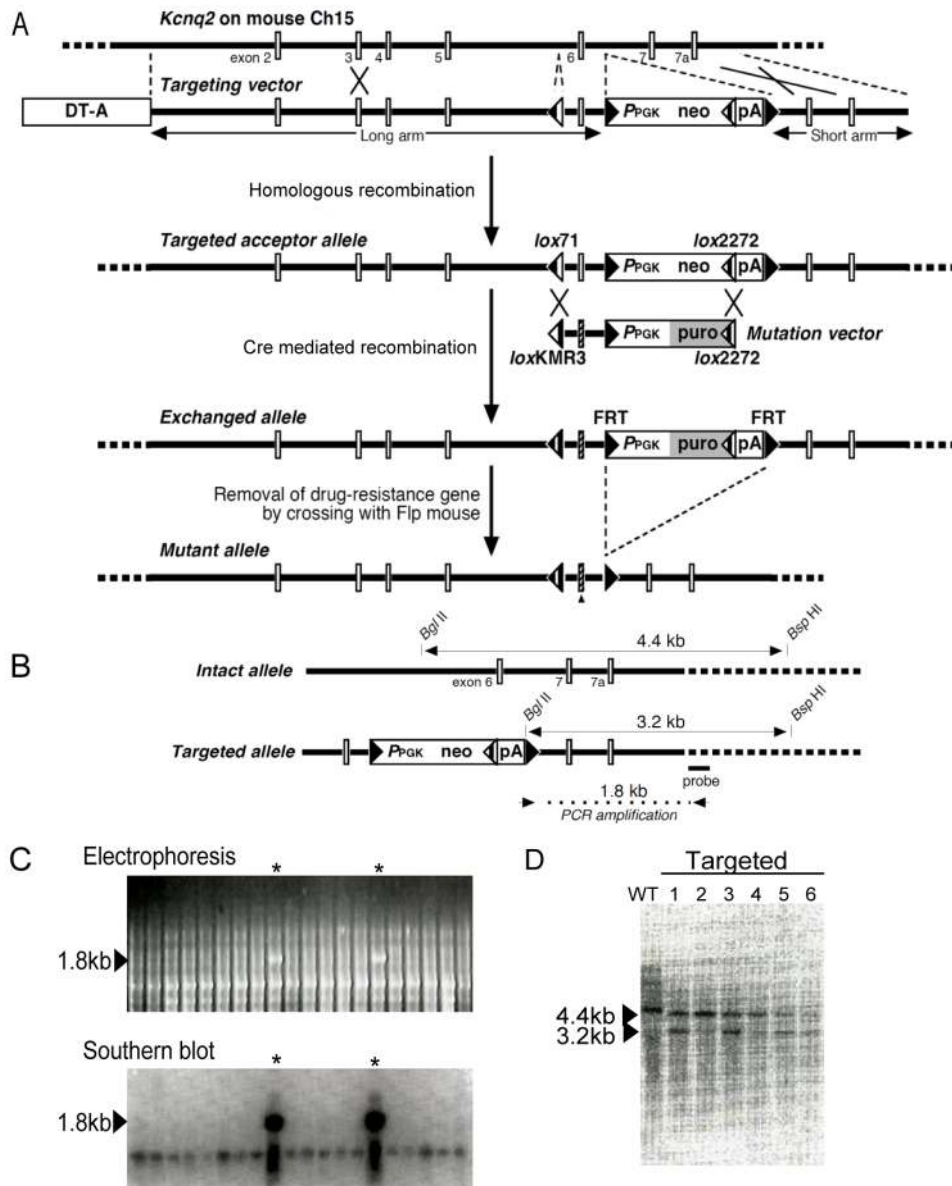 A
Kcnq2 on mouse Ch15
exon 2 3 4 5 6 7 7a
Targeting vector
DT-A PPGK neo pA
Long arm Short arm
Homologous recombination
Targeted acceptor allele lox71 lox2272
PPGK neo pA
PPGK puro Mutation vector
Cre mediated recombination
loxKMR3 lox2272
Exchanged allele FRT FRT
PPGK puro pA
Removal of drug-resistance gene
by crossing with Flp mouse
Mutant allele
B
Bgl II 4.4 kb Bsp HI
Intact allele
exon 6 7 7a
Bgl II 3.2 kb Bsp HI
Targeted allele PPGK neo pA
probe
1.8 kb
PCR amplification
C
Electrophoresis * *
1.8kb
Southern blot * *
1.8kb
D
Targeted
WT 1 2 3 4 5 6
4.4kb
3.2kb